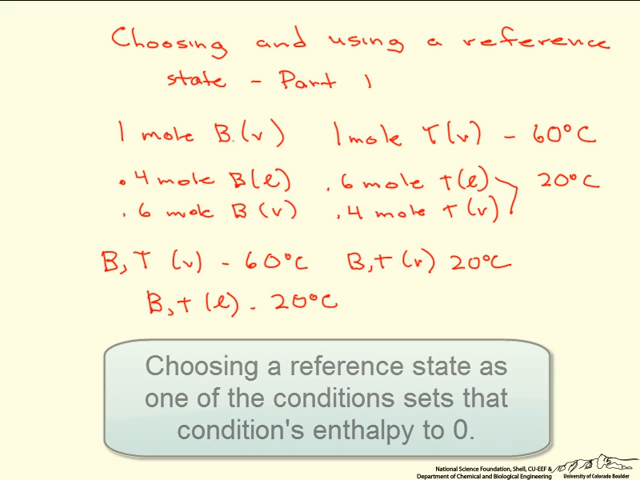 Choosing and using a reference
state - Part 1
1 mole B (v) 1 mole T(v) - 60°C
.4 mole B(l) .6 mole T(l) 20°C
.6 mole B (v) .4 mole T(v)
B,T (v) - 60°C B,T (v) 20°C
B,T (l) - 20°C
Choosing a reference state as
one of the conditions sets that
condition's enthalpy to 0.
National Science Foundation, Shell, CU-EEF &
Department of Chemical and Biological Engineering
University of Colorado Boulder